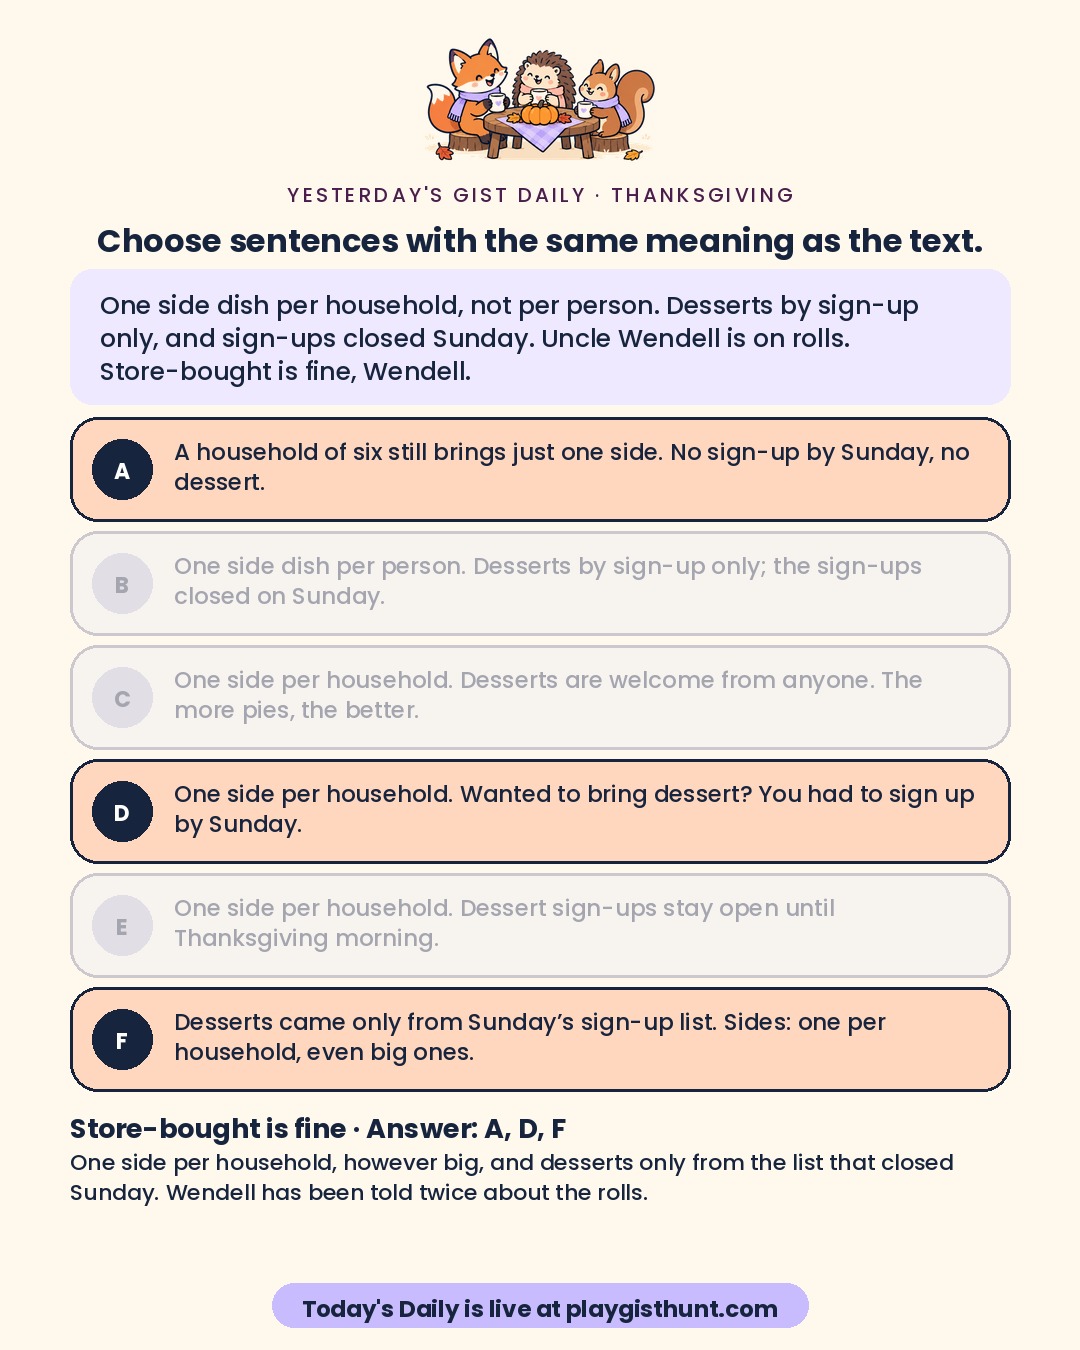 YESTERDAY'S GIST DAILY · THANKSGIVING
Choose sentences with the same meaning as the text.
One side dish per household, not per person. Desserts by sign-up
only, and sign-ups closed Sunday. Uncle Wendell is on rolls.
Store-bought is fine, Wendell.
A
A household of six still brings just one side. No sign-up by Sunday, no
dessert.
B
One side dish per person. Desserts by sign-up only; the sign-ups
closed on Sunday.
C
One side per household. Desserts are welcome from anyone. The
more pies, the better.
D
One side per household. Wanted to bring dessert? You had to sign up
by Sunday.
E
One side per household. Dessert sign-ups stay open until
Thanksgiving morning.
F
Desserts came only from Sunday’s sign-up list. Sides: one per
household, even big ones.
Store-bought is fine · Answer: A, D, F
One side per household, however big, and desserts only from the list that closed
Sunday. Wendell has been told twice about the rolls.
Today's Daily is live at playgisthunt.com